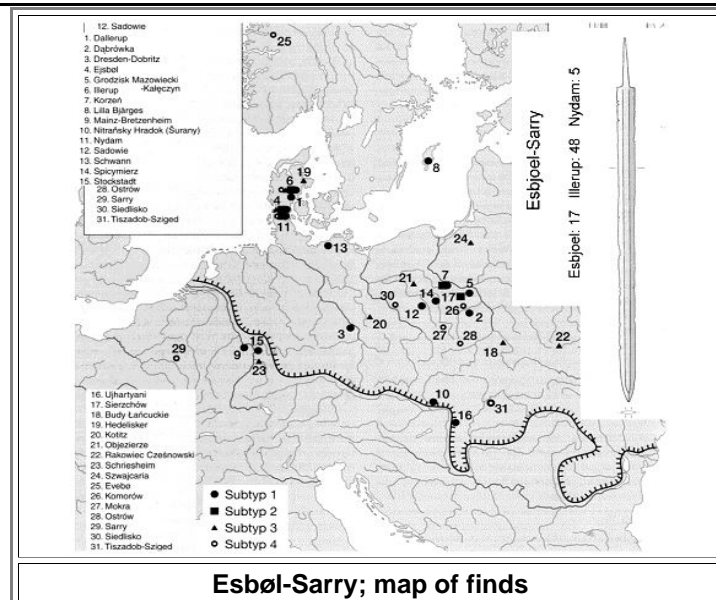 12. Sadowie
1. Dallerup
2. Dąbrówka
3. Dresden-Dobritz
4. Ejsbøl
5. Grodzisk Mazowiecki
6. Illerup -Kałęczyn
7. Korzeń
8. Lilla Bjärges
9. Mainz-Bretzenheim
10. Nitrańsky Hradok (Šurany)
11. Nydam
12. Sadowie
13. Schwann
14. Spicymierz
15. Stockstadt
28. Ostrów
29. Sarry
30. Siedlisko
31. Tiszadob-Sziged
16. Ujhartyani
17. Sierzchów
18. Budy Łańcuckie
19. Hedelisker
20. Kotitz
21. Objezierze
22. Rakowiec Cześnowski
23. Schriesheim
24. Szwajcaria
25. Evebø
26. Komorów
27. Mokra
28. Ostrów
29. Sarry
30. Siedlisko
31. Tiszadob-Sziged
Subtyp 1
Subtyp 2
Subtyp 3
Subtyp 4
25
19
6
1
4
11
8
13
24
21
7
5
14
17
30
12
26
2
20
3
27
28
18
22
29
9
15
23
10
31
16
Esbjoel-Sarry
Esbjoel: 17 Illerup: 48 Nydam: 5
Esbøl-Sarry; map of finds